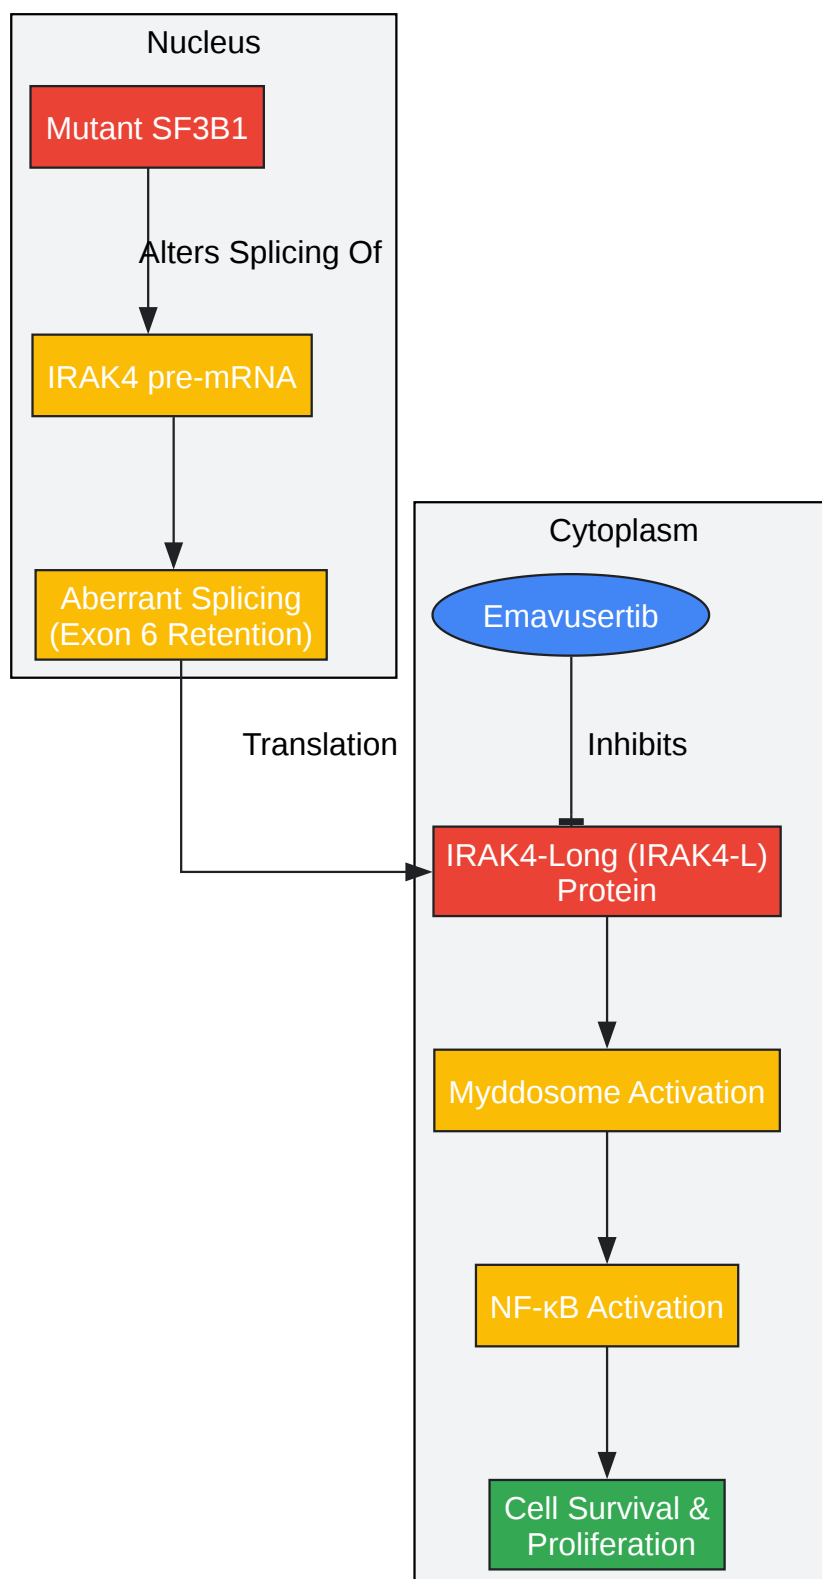 Nucleus
Mutant SF3B1
Alters Splicing Of
IRAK4 pre-mRNA
Aberrant Splicing
(Exon 6 Retention)
Translation
Cytoplasm
Emavusertib
Inhibits
IRAK4-Long (IRAK4-L)
Protein
Myddosome Activation
NF-κB Activation
Cell Survival &
Proliferation